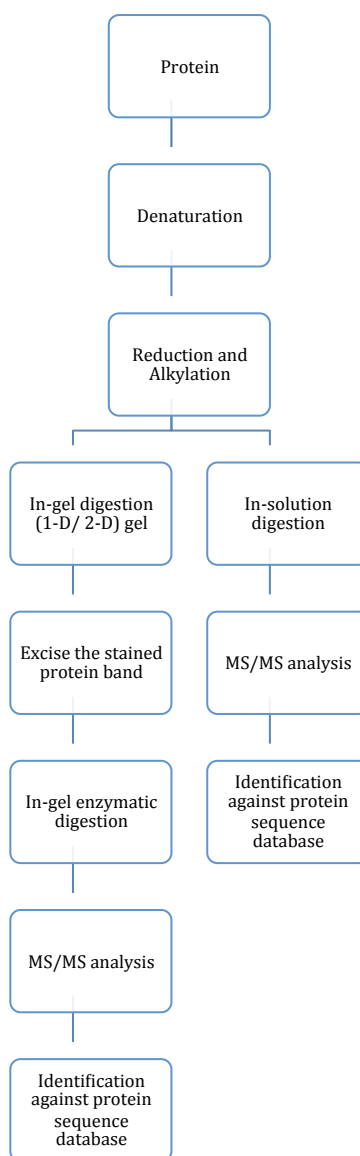 Protein
Denaturation
Reduction and
Alkylation
In-gel digestion
(1-D/ 2-D) gel
In-solution
digestion
Excise the stained
protein band
MS/MS analysis
In-gel enzymatic
digestion
Identification
against protein
sequence
database
MS/MS analysis
Identification
against protein
sequence
database